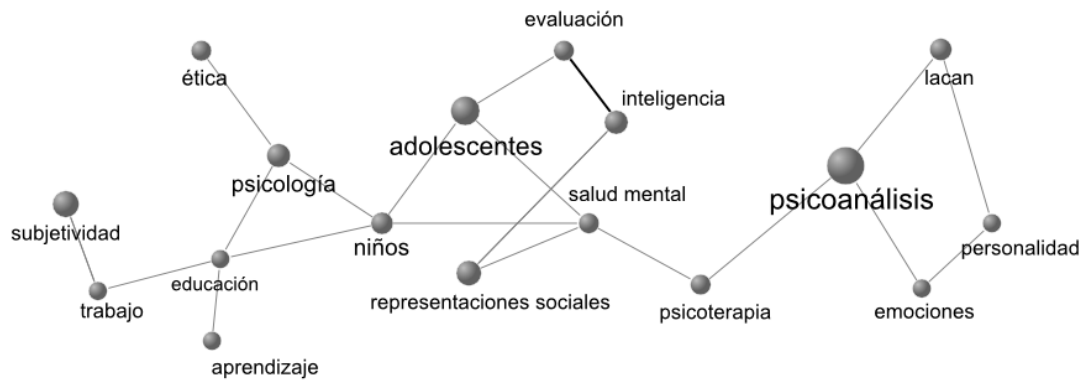 evaluación
ética
lacan
inteligencia
adolescentes
psicología
salud mental
psicoanálisis
subjetividad
niños
personalidad
educación
representaciones sociales
trabajo
psicoterapia
emociones
aprendizaje